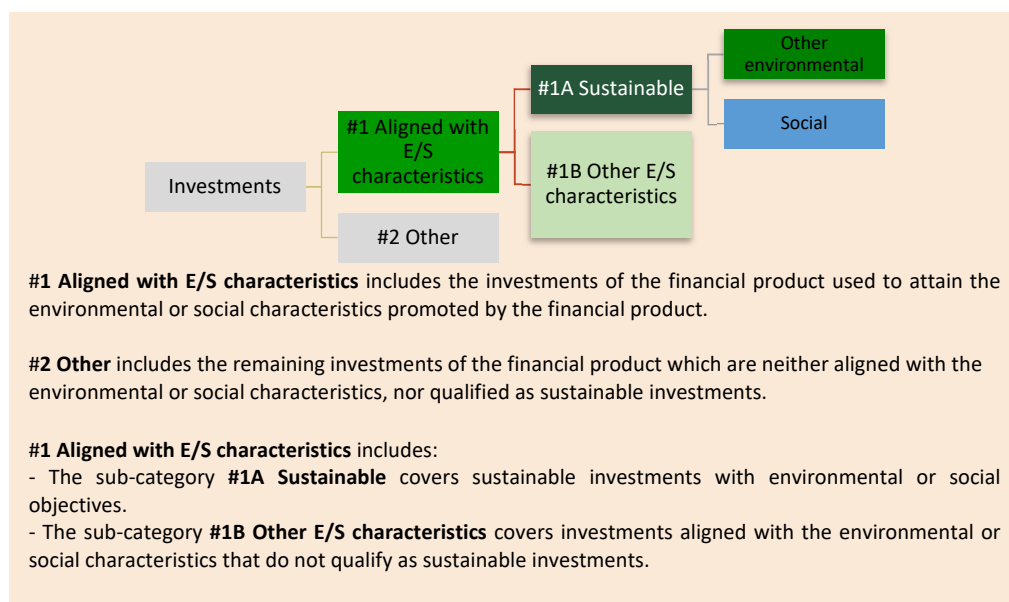 Other
environmental
#1A Sustainable
Social
#1 Aligned with
E/S
characteristics
#1B Other E/S
characteristics
Investments
#2 Other
#1 Aligned with E/S characteristics includes the investments of the financial product used to attain the
environmental or social characteristics promoted by the financial product.
#2 Other includes the remaining investments of the financial product which are neither aligned with the
environmental or social characteristics, nor qualified as sustainable investments.
#1 Aligned with E/S characteristics includes:
- The sub-category #1A Sustainable covers sustainable investments with environmental or social
objectives.
- The sub-category #1B Other E/S characteristics covers investments aligned with the environmental or
social characteristics that do not qualify as sustainable investments.